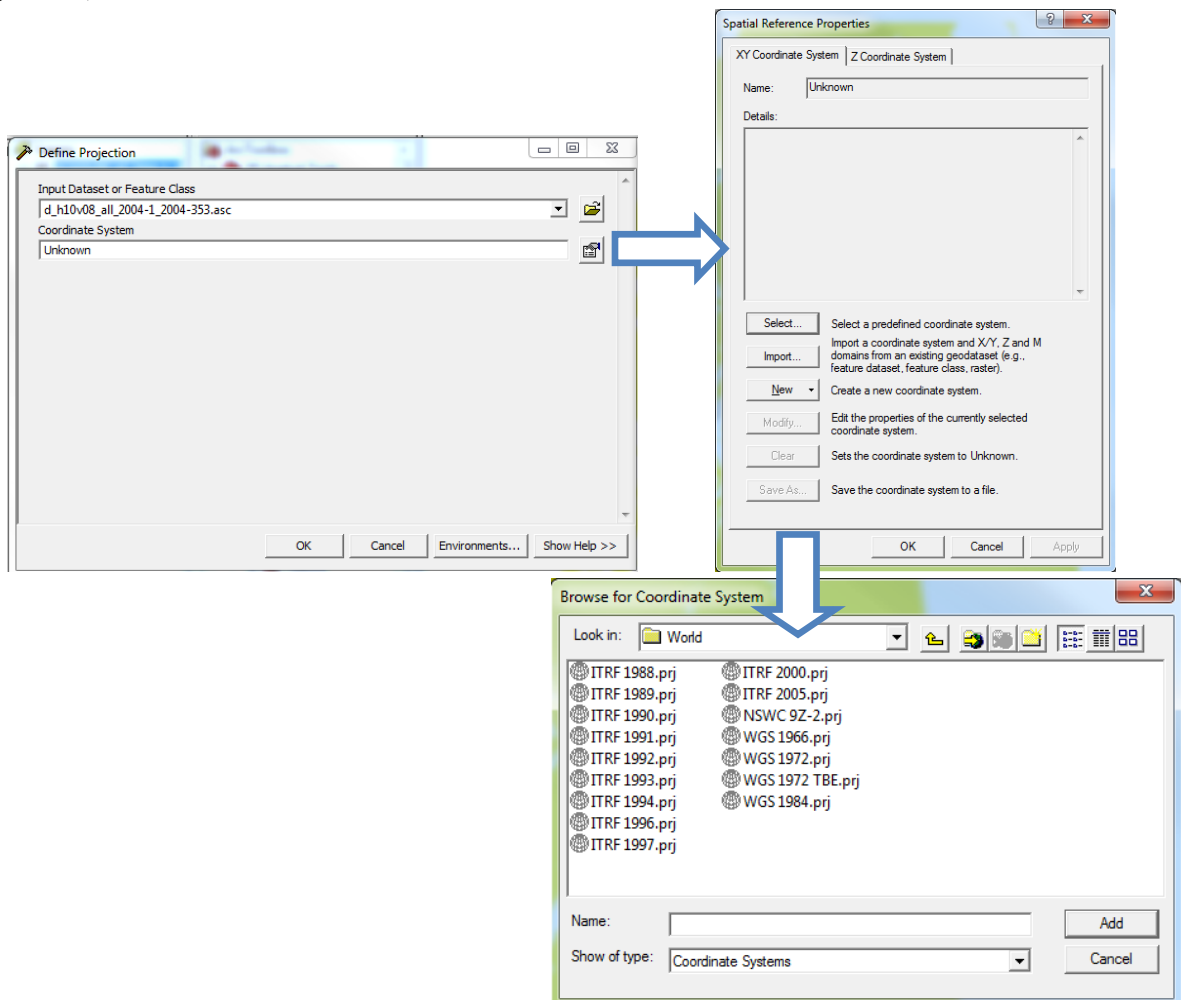 Define Projection
Input Dataset or Feature Class
d_h10v08_all_2004-1_2004-353.asc
Coordinate System
Unknown
OK
Cancel
Environments...
Show Help >>
Spatial Reference Properties
XY Coordinate System
Z Coordinate System
Name:
Unknown
Details:
Select...
Select a predefined coordinate system.
Import...
Import a coordinate system and X/Y, Z and M
domains from an existing geodataset (e.g.,
feature dataset, feature class, raster).
New
Create a new coordinate system.
Modify...
Edit the properties of the currently selected
coordinate system.
Clear
Sets the coordinate system to Unknown.
Save As...
Save the coordinate system to a file.
OK
Cancel
Apply
Browse for Coordinate System
Look in:
World
ITRF 1988.prj
ITRF 1989.prj
ITRF 1990.prj
ITRF 1991.prj
ITRF 1992.prj
ITRF 1993.prj
ITRF 1994.prj
ITRF 1996.prj
ITRF 1997.prj
ITRF 2000.prj
ITRF 2005.prj
NSWC 9Z-2.prj
WGS 1966.prj
WGS 1972.prj
WGS 1972 TBE.prj
WGS 1984.prj
Name:
Add
Show of type:
Coordinate Systems
Cancel